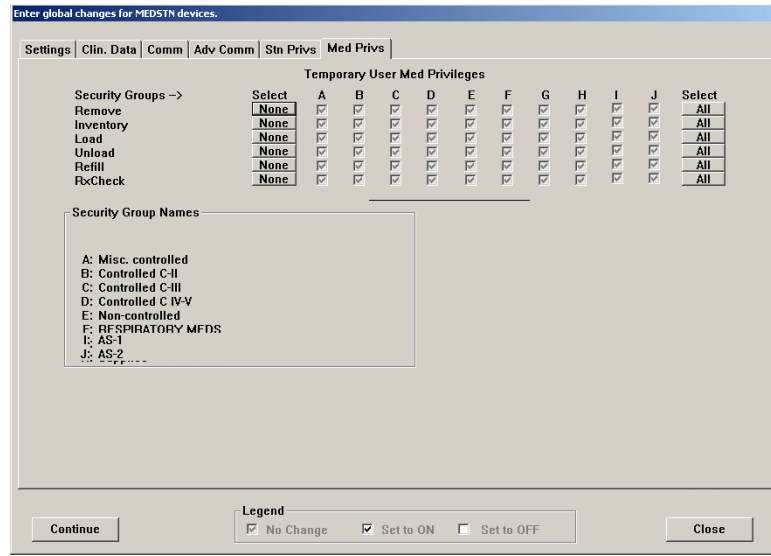 Enter global changes for MEDSTN devices.
Settings Clin. Data Comm Adv Comm Stn Privs Med Privs
Temporary User Med Privileges
Security Groups --> Select A B C D E F G H I J Select
Remove None All
Inventory None All
Load None All
Unload None All
Refill None All
RxCheck None All
Security Group Names
A: Misc. controlled
B: Controlled C-II
C: Controlled C-III
D: Controlled C IV-V
E: Non-controlled
F: RESPIRATORY MEDS
I: AS-1
J: AS-2
Legend
Continue No Change Set to ON Set to OFF Close